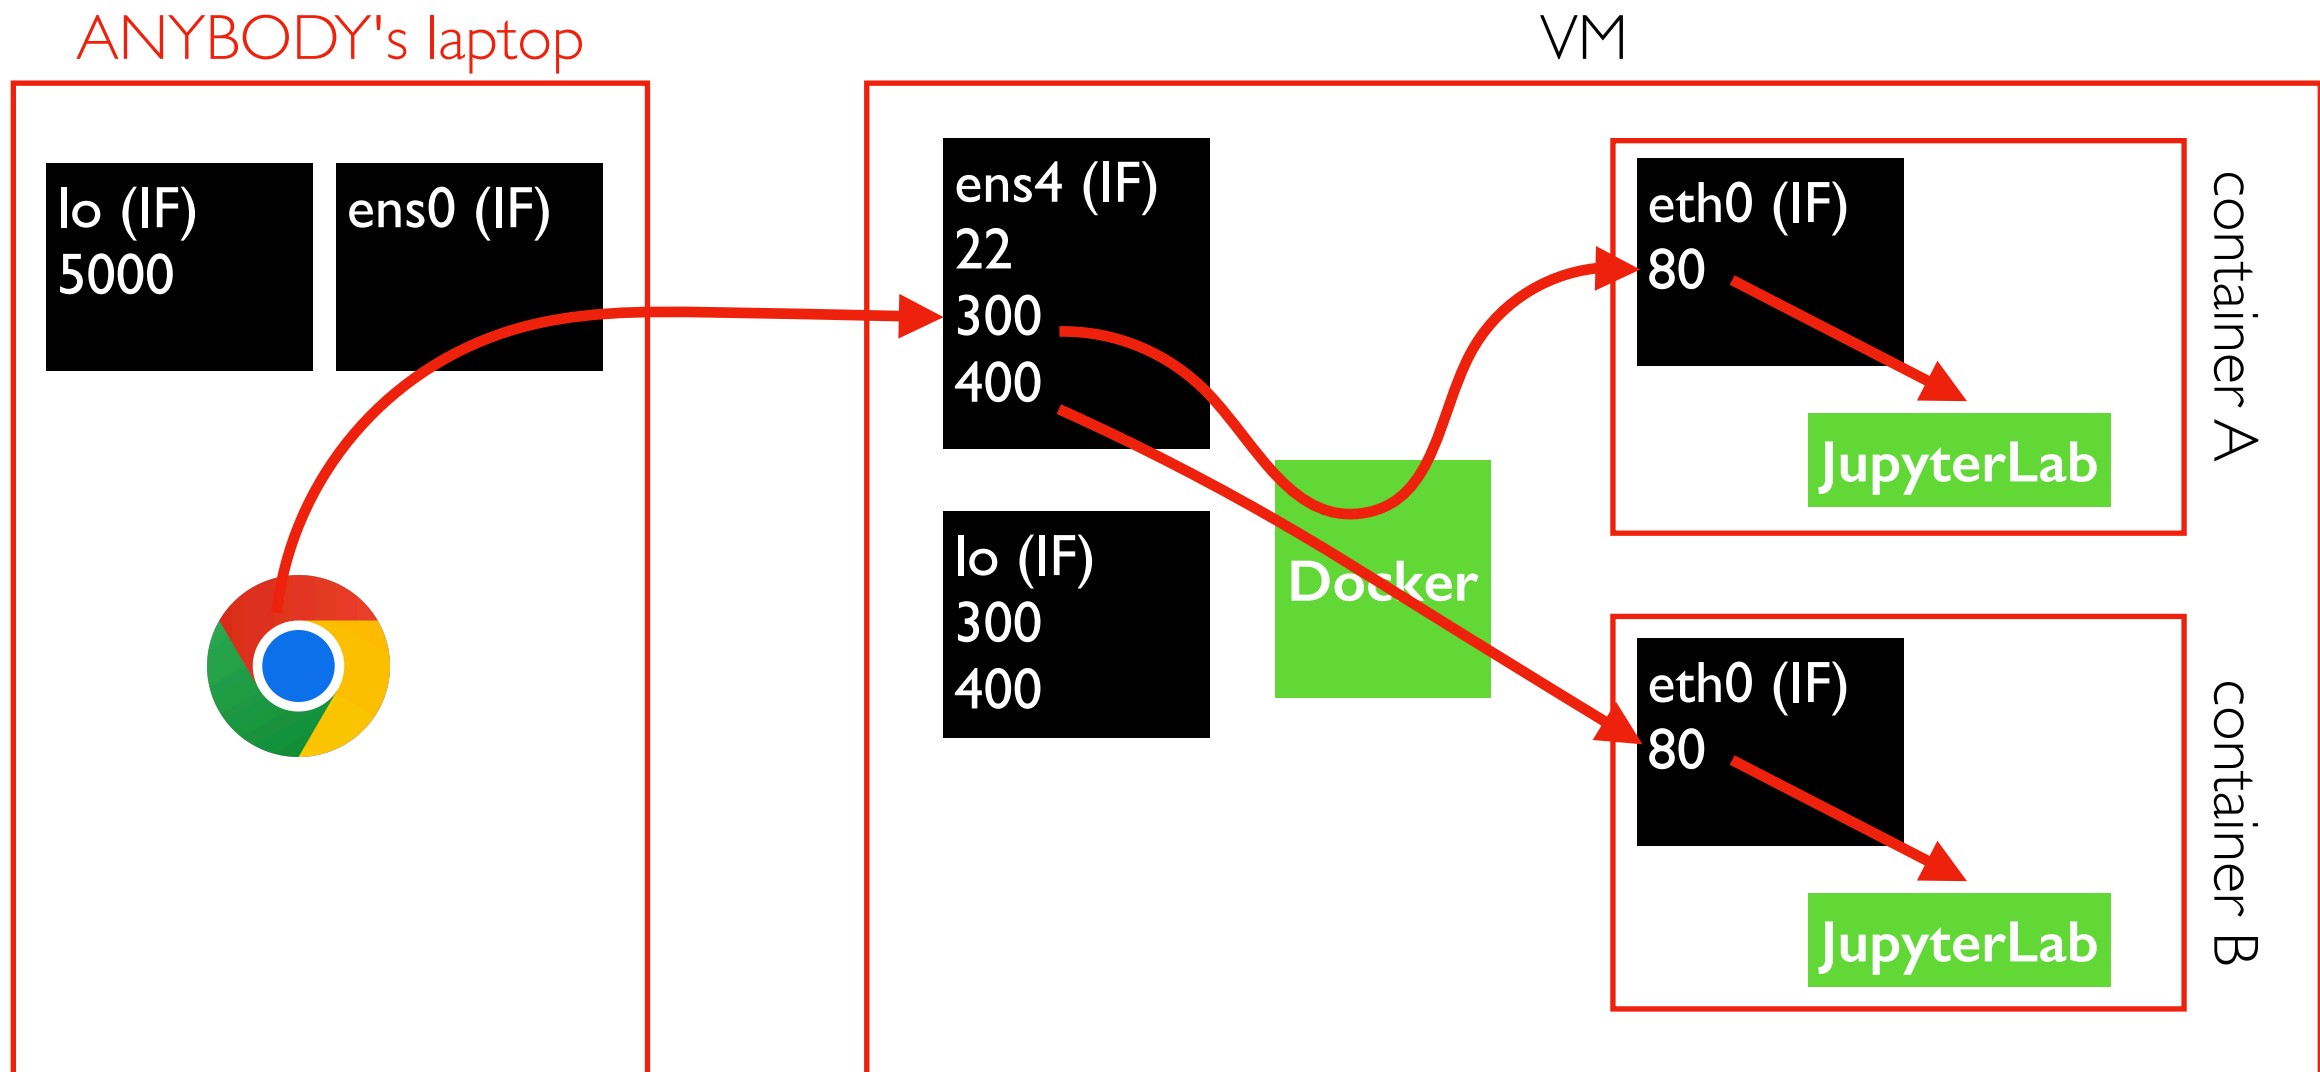 ANYBODY's laptop
lo (IF)
5000
ens0 (IF)
VM
ens4 (IF)
22
300
400
lo (IF)
300
400
Docker
eth0 (IF)
80
JupyterLab
container A
eth0 (IF)
80
JupyterLab
container B